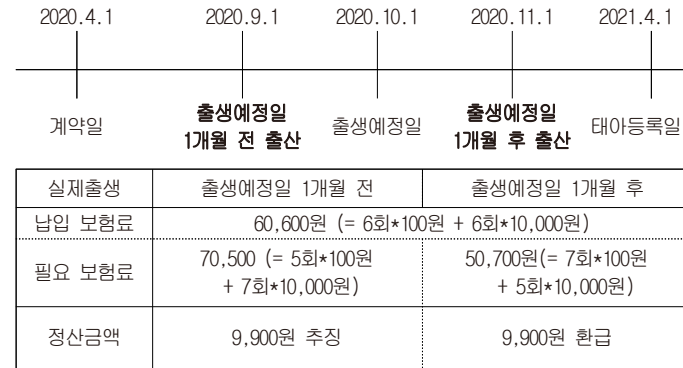 2020.4.1 2020.9.1 2020.10.1 2020.11.1 2021.4.1
계약일 출생예정일 1개월 전 출산 출생예정일 출생예정일 1개월 후 출산 태아등록일
실제출생 출생예정일 1개월 전 출생예정일 1개월 후
납입 보험료 60,600원 (= 6회*100원 + 6회*10,000원)
필요 보험료 70,500 (= 5회*100원 + 7회*10,000원) 50,700원(= 7회*100원 + 5회*10,000원)
정산금액 9,900원 추징 9,900원 환급